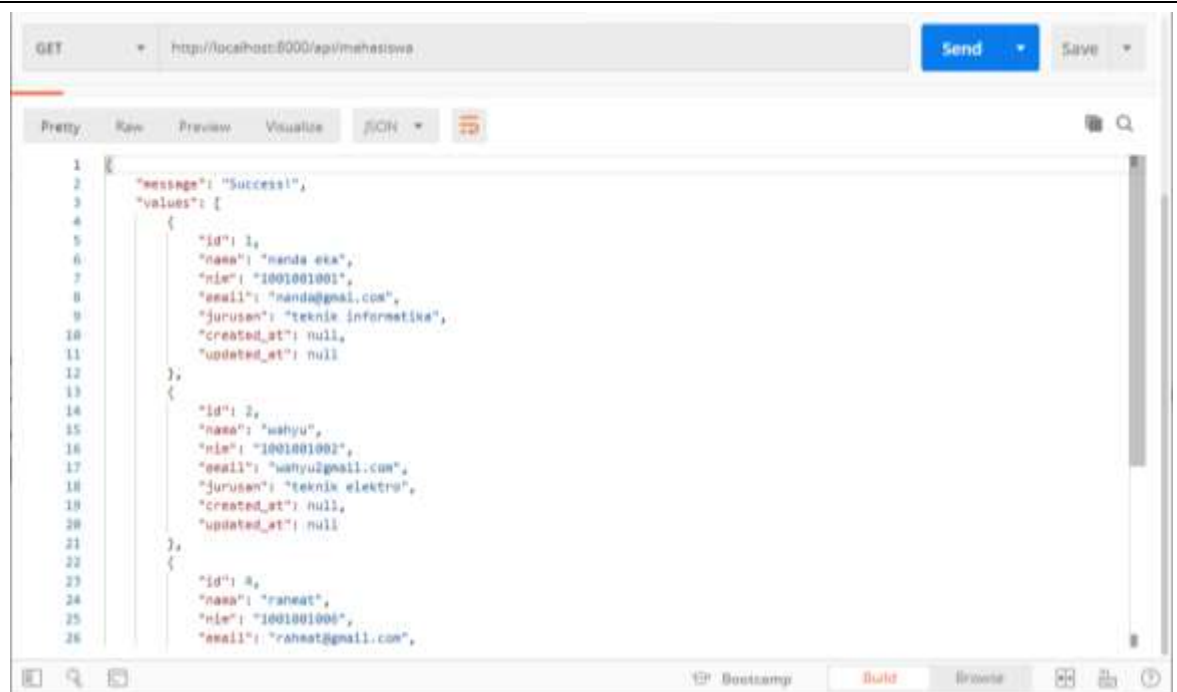 GET http://localhost:8000/api/mahasiswa Send Save
Pretty Raw Preview Visualize JSON
1 {
2 "message": "Success!",
3 "values": [
4 {
5 "id": 1,
6 "nama": "nanda eka",
7 "nim": "1001001001",
8 "email": "nanda@gmai.com",
9 "jurusan": "teknik informatika",
10 "created_at": null,
11 "updated_at": null
12 },
13 {
14 "id": 2,
15 "nama": "wahyu",
16 "nim": "1001001002",
17 "email": "wahyu2gmail.com",
18 "jurusan": "teknik elektro",
19 "created_at": null,
20 "updated_at": null
21 },
22 {
23 "id":
24 "nama": "rahmat",
25 "nim": "1001001006",
26 "email": "rahmat@gmail.com",
Bootcamp Build Browse